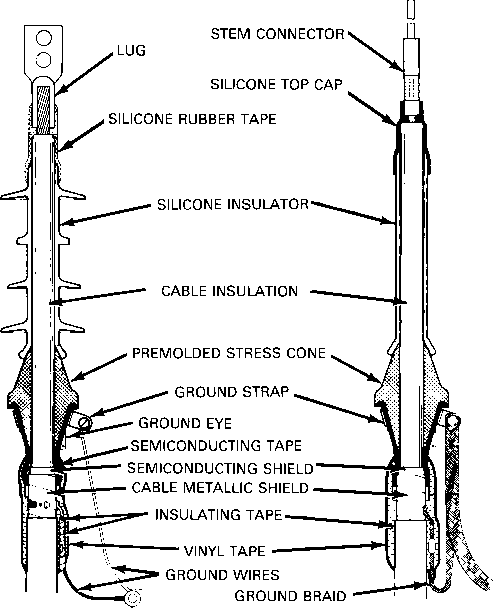 STEM CONNECTOR
LUG
SILICONE TOP CAP
SILICONE RUBBER TAPE
SILICONE INSULATOR
CABLE INSULATION
PREMOLDED STRESS CONE
GROUND STRAP
GROUND EYE
SEMICONDUCTING TAPE
SEMICONDUCTING SHIELD
CABLE METALLIC SHIELD
INSULATING TAPE
VINYL TAPE
GROUND WIRES
GROUND BRAID